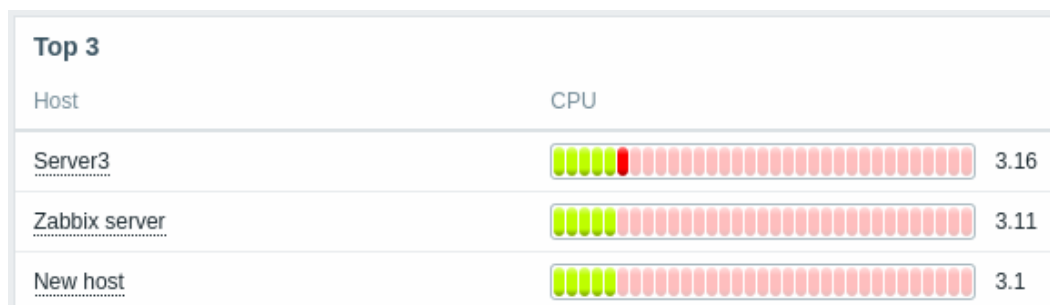 Top 3
Host CPU
Server3 3.16
Zabbix server 3.11
New host 3.1